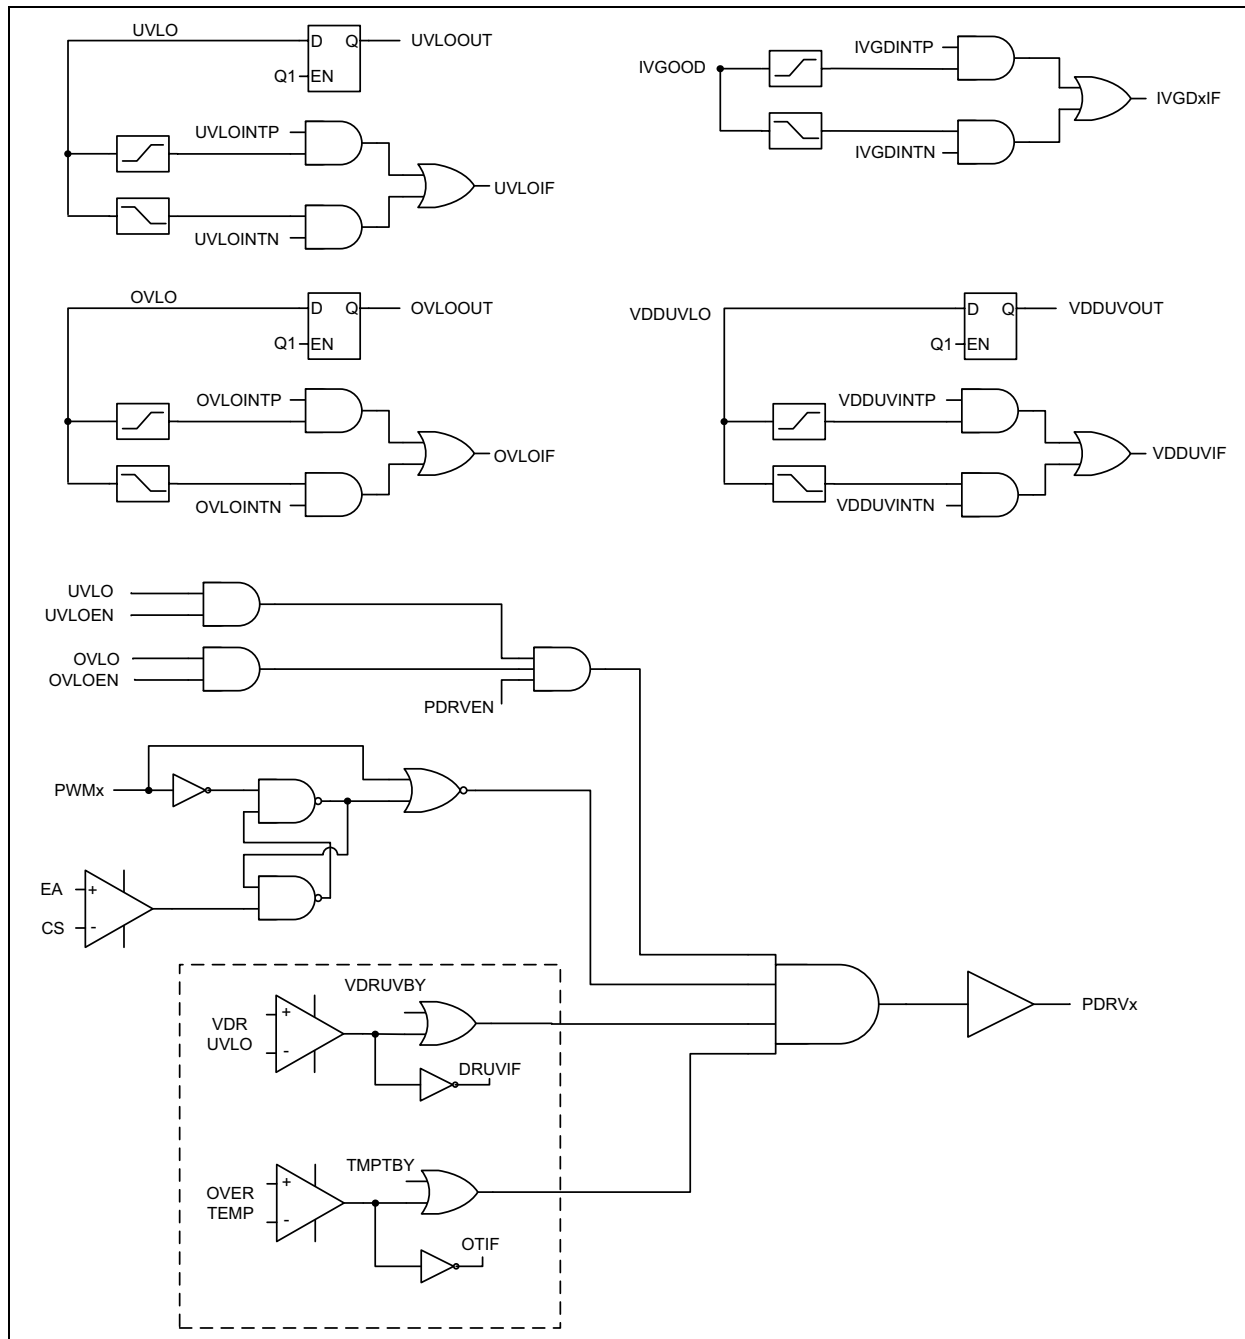 UVLO
D Q
UVLOOUT
Q1
EN
UVLOINTP
UVLOINTN
UVLOIF
IVGOOD
IVGDINTP
IVGDINTN
IVGDxIF
OVLO
D Q
OVLOOUT
Q1
EN
OVLOINTP
OVLOINTN
OVLOIF
VDDUVLO
D Q
VDDUVOUT
Q1
EN
VDDUVINTP
VDDUVINTN
VDDUVIF
UVLO
UVLOEN
OVLO
OVLOEN
PDRVEN
PWMx
EA
+
CS
-
VDRUVBY
VDR
UVLO
+
-
DRUVIF
PDRVx
TMPTBY
OVER
TEMP
+
-
OTIF